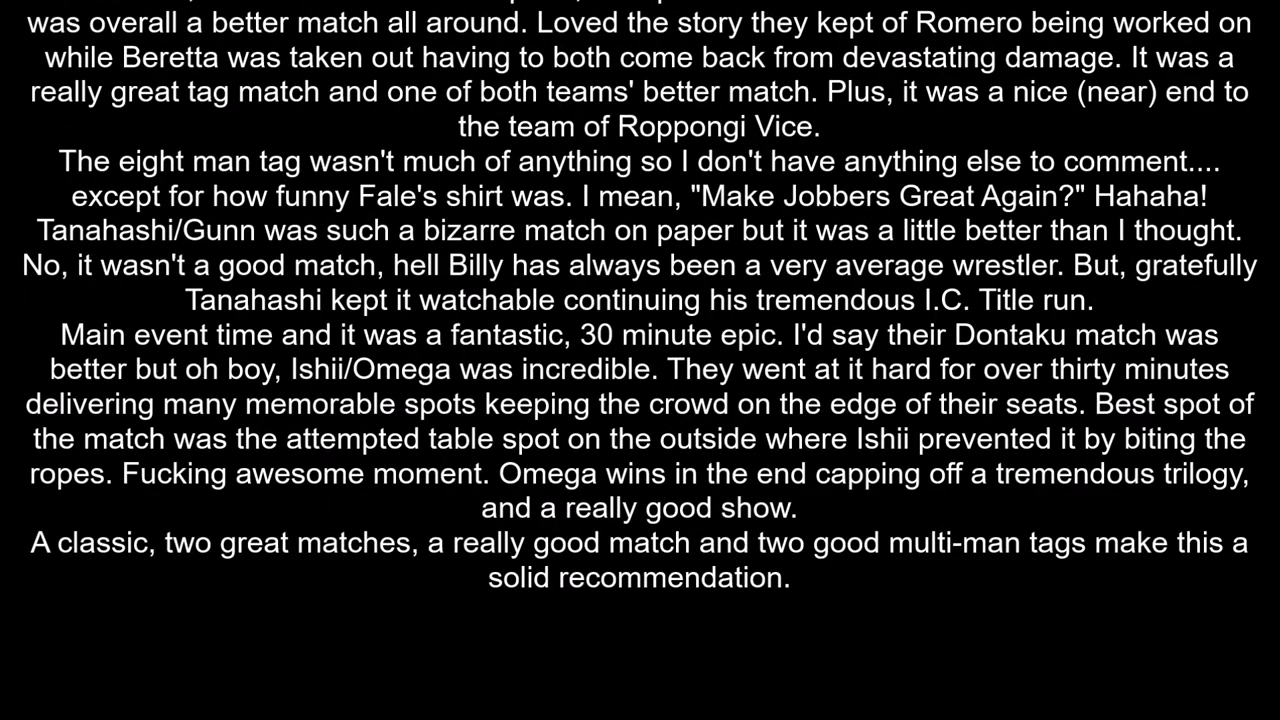 was overall a better match all around. Loved the story they kept of Romero being worked on
while Beretta was taken out having to both come back from devastating damage. It was a
really great tag match and one of both teams' better match. Plus, it was a nice (near) end to
the team of Roppongi Vice.
The eight man tag wasn't much of anything so I don't have anything else to comment....
except for how funny Fale's shirt was. I mean, "Make Jobbers Great Again?" Hahaha!
Tanahashi/Gunn was such a bizarre match on paper but it was a little better than I thought.
No, it wasn't a good match, hell Billy has always been a very average wrestler. But, gratefully
Tanahashi kept it watchable continuing his tremendous I.C. Title run.
Main event time and it was a fantastic, 30 minute epic. I'd say their Dontaku match was
better but oh boy, Ishii/Omega was incredible. They went at it hard for over thirty minutes
delivering many memorable spots keeping the crowd on the edge of their seats. Best spot of
the match was the attempted table spot on the outside where Ishii prevented it by biting the
ropes. Fucking awesome moment. Omega wins in the end capping off a tremendous trilogy,
and a really good show.
A classic, two great matches, a really good match and two good multi-man tags make this a
solid recommendation.